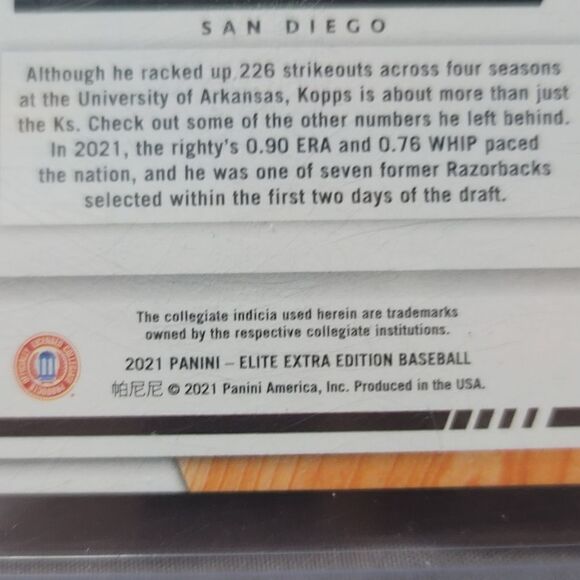 SAN DIEGO
Although he racked up 226 strikeouts across four seasons
at the University of Arkansas, Kopps is about more than just
the Ks. Check out some of the other numbers he left behind.
In 2021, the righty's 0.90 ERA and 0.76 WHIP paced
the nation, and he was one of seven former Razorbacks
selected within the first two days of the draft.
The collegiate indicia used herein are trademarks
owned by the respective collegiate institutions.
2021 PANINI – ELITE EXTRA EDITION BASEBALL
帕尼尼 © 2021 Panini America, Inc. Produced in the USA.
OFFICIALLY LICENSED COLLEGIATE PRODUCTS